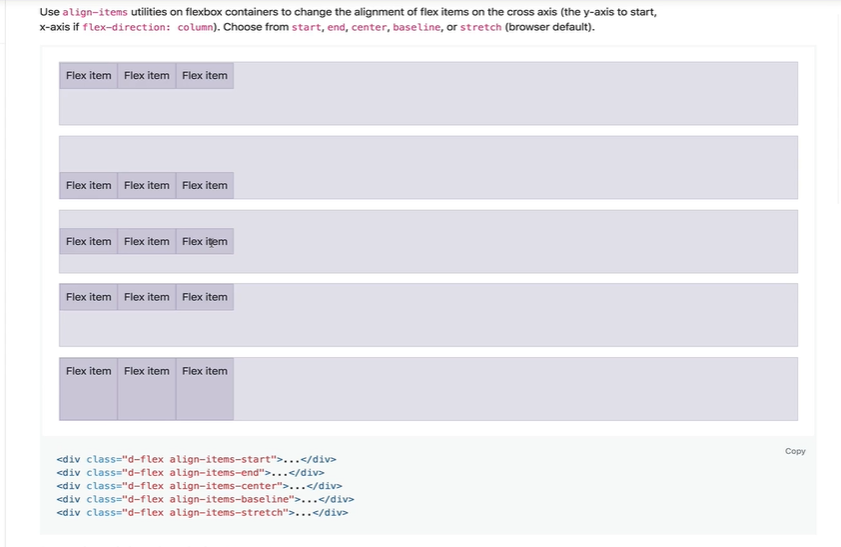 Use align-items utilities on flexbox containers to change the alignment of flex items on the cross axis (the y-axis to start,
x-axis if flex-direction: column). Choose from start, end, center, baseline, or stretch (browser default).
Flex item Flex item Flex item
Flex item Flex item Flex item
Flex item Flex item Flex item
Flex item Flex item Flex item
Flex item Flex item Flex item
Copy
<div class="d-flex align-items-start">...</div>
<div class="d-flex align-items-end">...</div>
<div class="d-flex align-items-center">...</div>
<div class="d-flex align-items-baseline">...</div>
<div class="d-flex align-items-stretch">...</div>